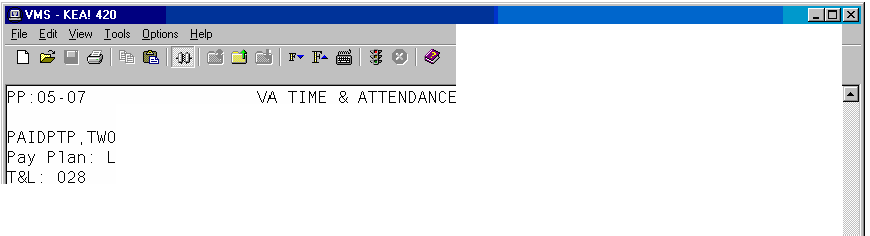 VMS - KEA! 420
File Edit View Tools Options Help
PP:05-07 VA TIME & ATTENDANCE
PAIDPTP,TWO
Pay Plan: L
T&L: 028